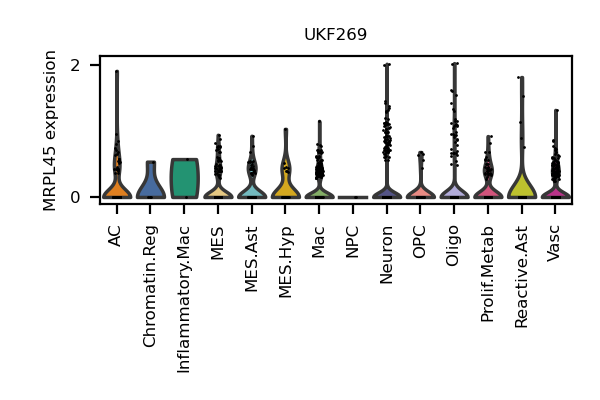 UKF269
MRPL45 expression
2
0
AC
Chromatin.Reg
Inflammatory.Mac
MES
MES.Ast
MES.Hyp
Mac
NPC
Neuron
OPC
Oligo
Prolif.Metab
Reactive.Ast
Vasc